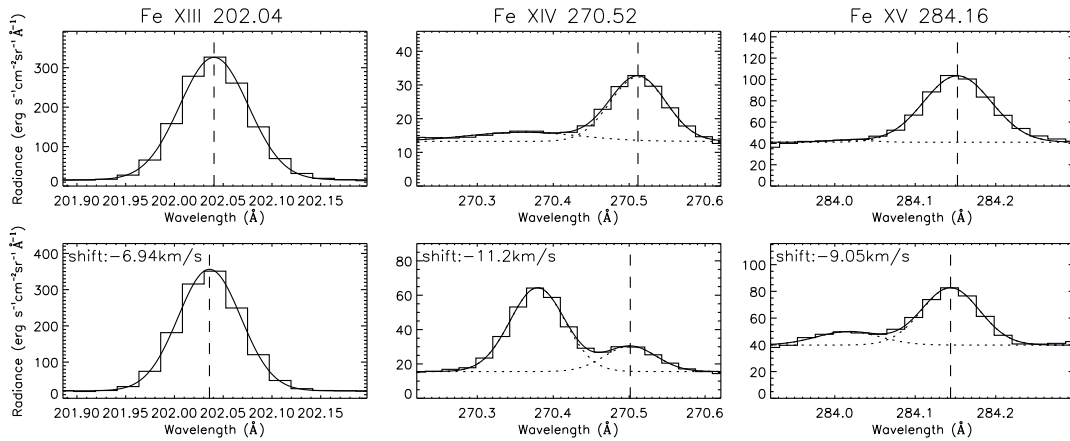 Fe XIII 202.04
Fe XIV 270.52
Fe XV 284.16
Radiance (erg s⁻¹cm⁻²sr⁻¹Å⁻¹)
300
200
100
0
201.90 201.95 202.00 202.05 202.10 202.15
Wavelength (Å)
40
30
20
10
0
270.3 270.4 270.5 270.6
Wavelength (Å)
140
120
100
80
60
40
20
0
284.0 284.1 284.2
Wavelength (Å)
shift:−6.94km/s
Radiance (erg s⁻¹cm⁻²sr⁻¹Å⁻¹)
400
300
200
100
0
201.90 201.95 202.00 202.05 202.10 202.15
Wavelength (Å)
shift:−11.2km/s
80
60
40
20
0
270.3 270.4 270.5 270.6
Wavelength (Å)
shift:−9.05km/s
100
80
60
40
20
0
284.0 284.1 284.2
Wavelength (Å)